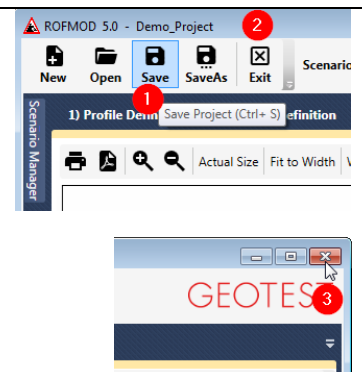 ROFMOD 5.0 - Demo_Project
2
New Open Save SaveAs Exit
Scenario
1
Scenario Manager
1) Profile Defin
Save Project (Ctrl+ S)
efinition
Actual Size Fit to Width
GEOTEST
3